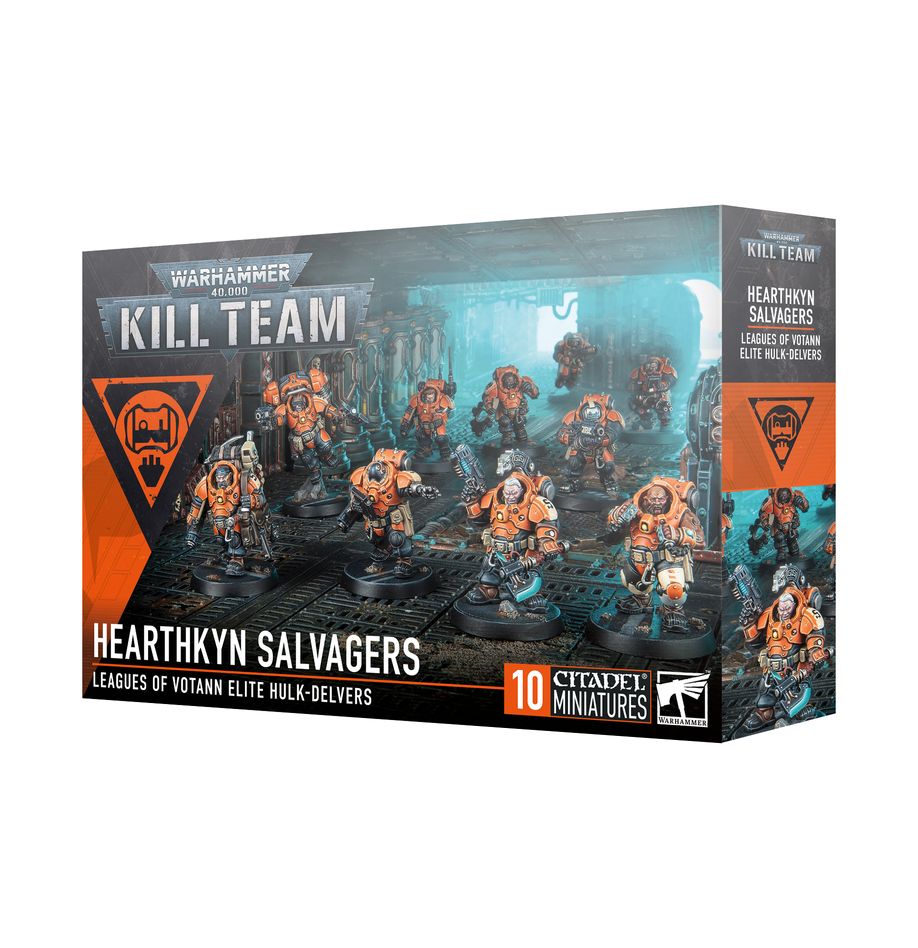 WARHAMMER
40,000
KILL TEAM
HEARTHKYN SALVAGERS
LEAGUES OF VOTANN ELITE HULK-DELVERS
10 CITADEL®
MINIATURES
WARHAMMER
WARHAMMER
40,000
KILL TEAM
HEARTHKYN
SALVAGERS
LEAGUES OF VOTANN
ELITE HULK-DELVERS